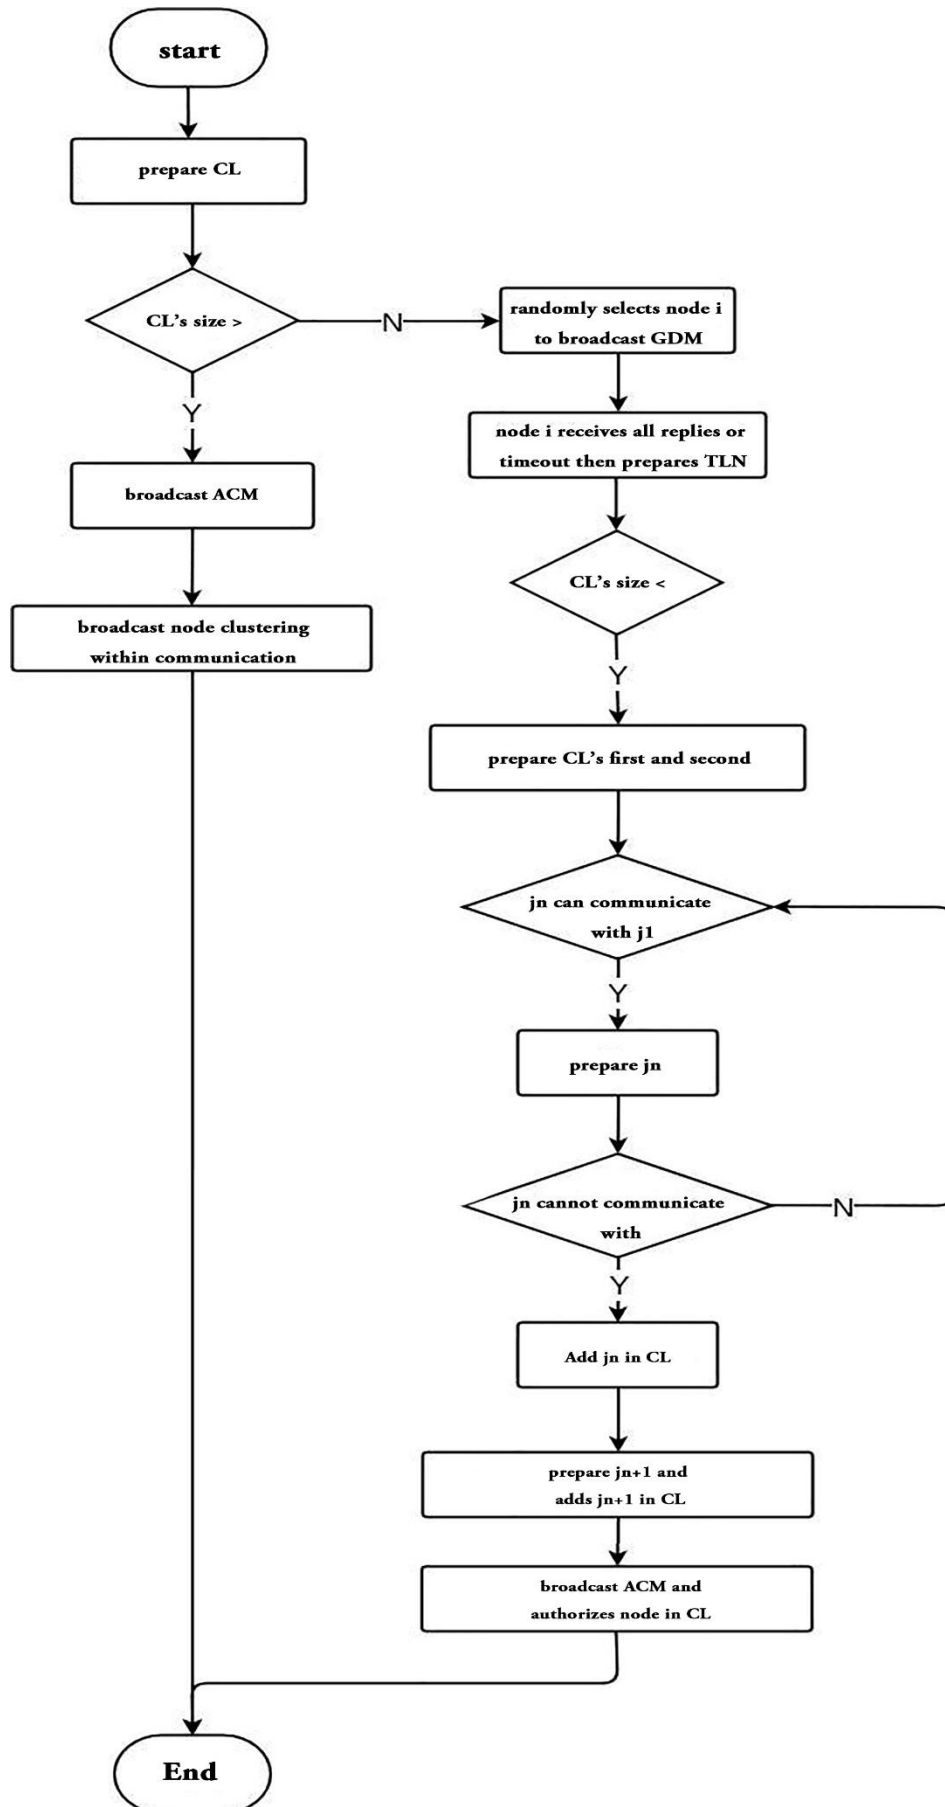 start
prepare CL
CL's size >
N
randomly selects node i
to broadcast GDM
Y
node i receives all replies or
timeout then prepares TLN
broadcast ACM
CL's size <
broadcast node clustering
within communication
Y
prepare CL's first and second
jn can communicate
with j1
Y
prepare jn
jn cannot communicate
with
N
Y
Add jn in CL
prepare jn+1 and
adds jn+1 in CL
broadcast ACM and
authorizes node in CL
End